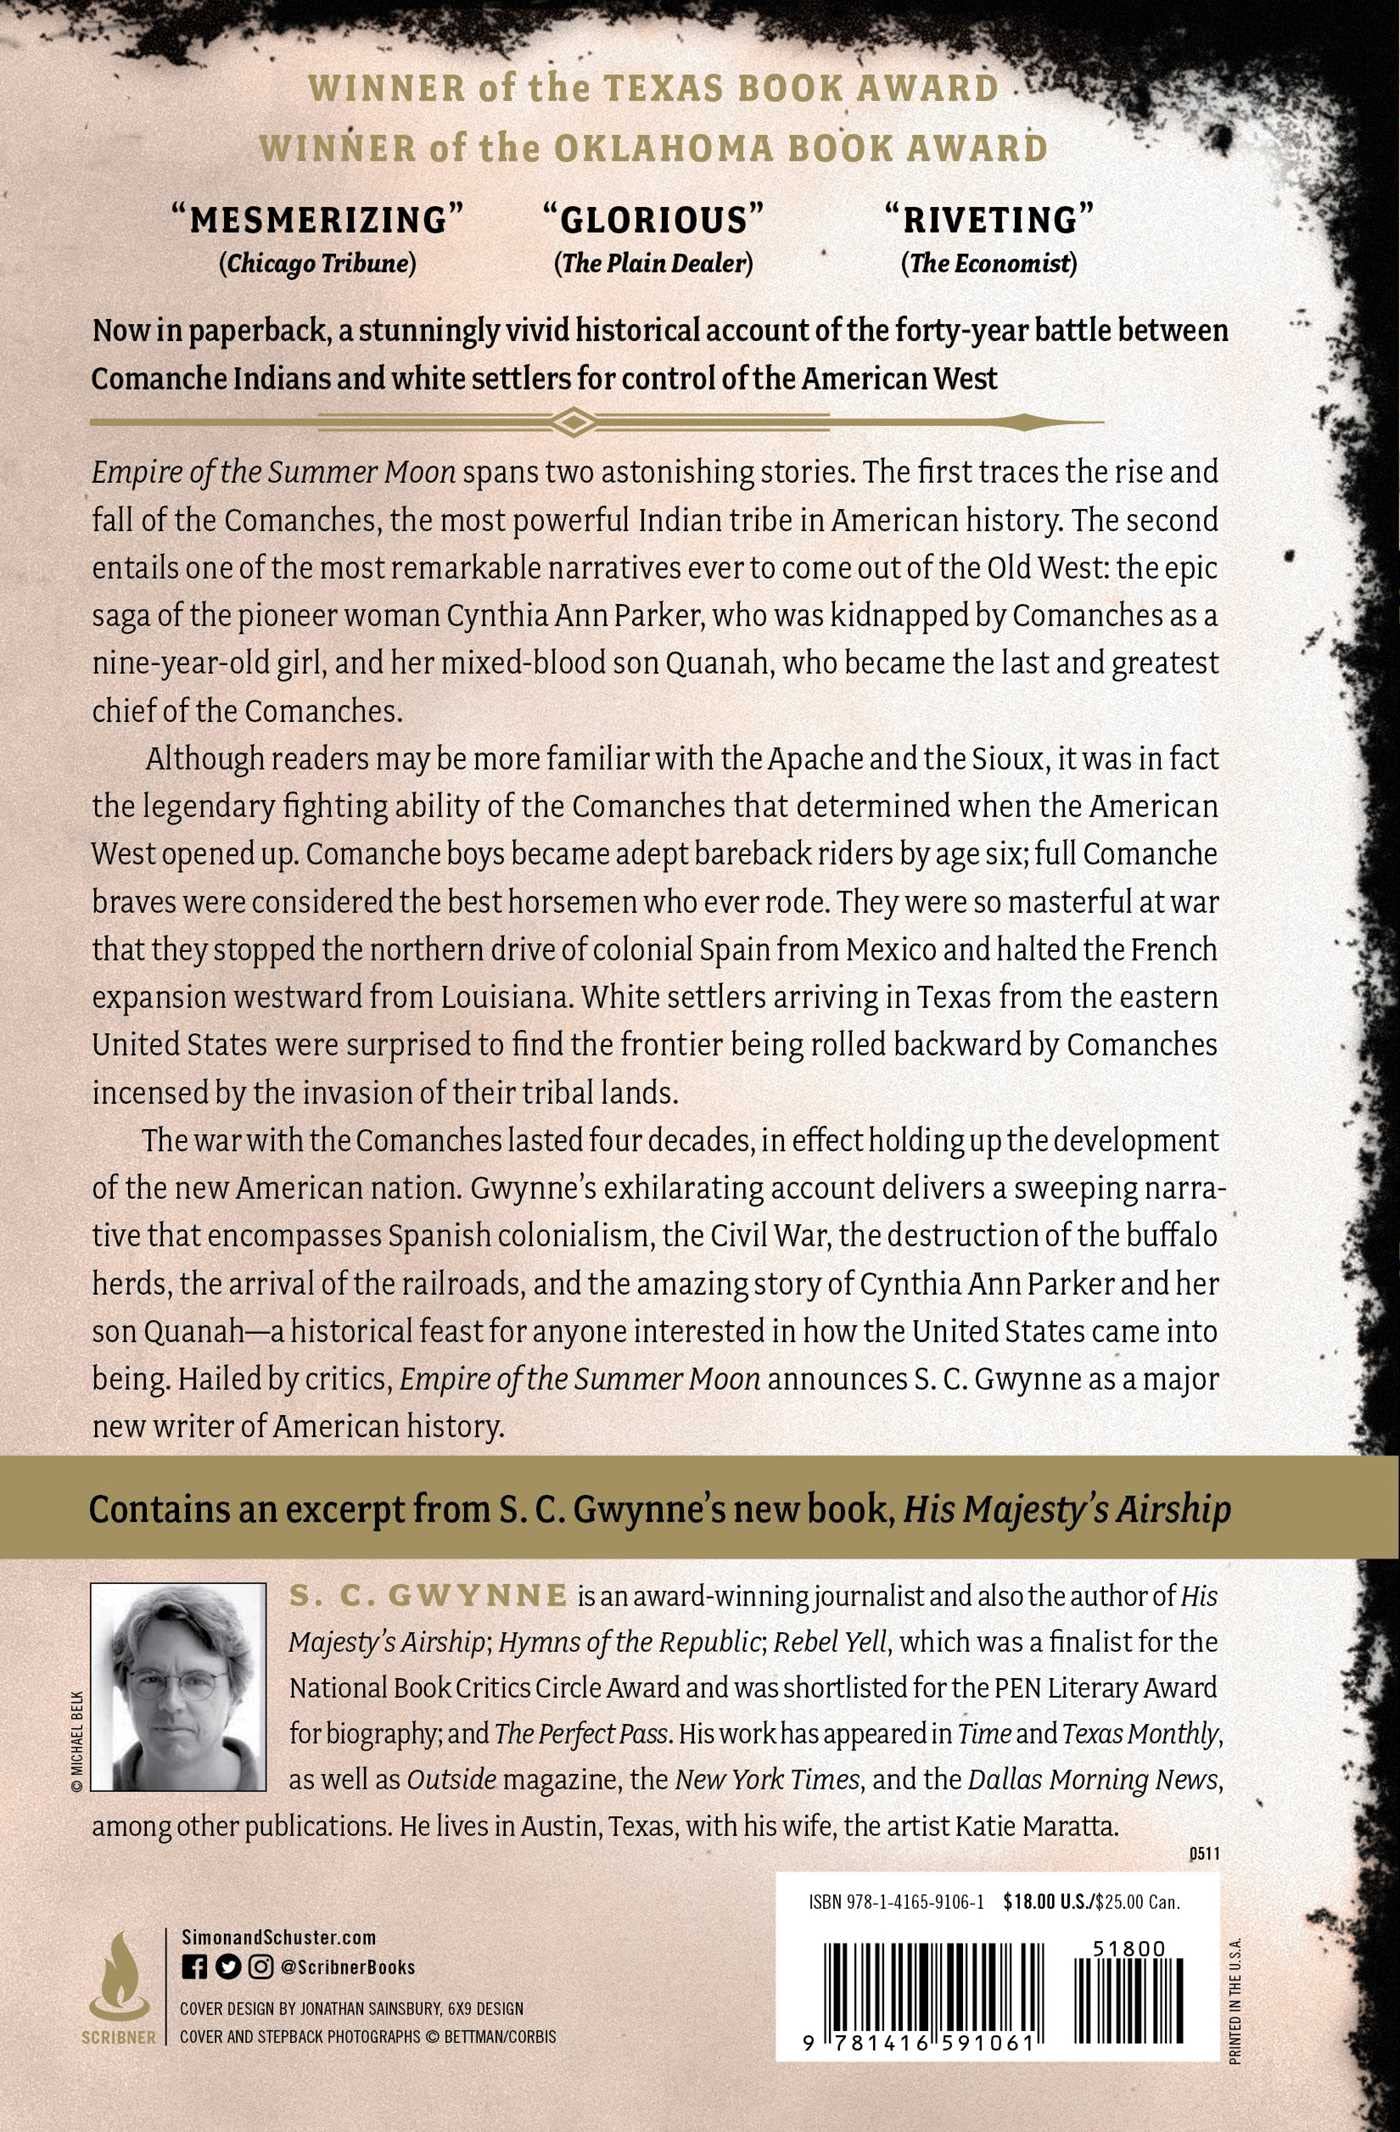 WINNER of the TEXAS BOOK AWARD
WINNER of the OKLAHOMA BOOK AWARD
“MESMERIZING” “GLORIOUS” “RIVETING”
(Chicago Tribune) (The Plain Dealer) (The Economist)
Now in paperback, a stunningly vivid historical account of the forty-year battle between
Comanche Indians and white settlers for control of the American West
Empire of the Summer Moon spans two astonishing stories. The first traces the rise and
fall of the Comanches, the most powerful Indian tribe in American history. The second
entails one of the most remarkable narratives ever to come out of the Old West: the epic
saga of the pioneer woman Cynthia Ann Parker, who was kidnapped by Comanches as a
nine-year-old girl, and her mixed-blood son Quanah, who became the last and greatest
chief of the Comanches.
Although readers may be more familiar with the Apache and the Sioux, it was in fact
the legendary fighting ability of the Comanches that determined when the American
West opened up. Comanche boys became adept bareback riders by age six; full Comanche
braves were considered the best horsemen who ever rode. They were so masterful at war
that they stopped the northern drive of colonial Spain from Mexico and halted the French
expansion westward from Louisiana. White settlers arriving in Texas from the eastern
United States were surprised to find the frontier being rolled backward by Comanches
incensed by the invasion of their tribal lands.
The war with the Comanches lasted four decades, in effect holding up the development
of the new American nation. Gwynne’s exhilarating account delivers a sweeping narra-
tive that encompasses Spanish colonialism, the Civil War, the destruction of the buffalo
herds, the arrival of the railroads, and the amazing story of Cynthia Ann Parker and her
son Quanah—a historical feast for anyone interested in how the United States came into
being. Hailed by critics, Empire of the Summer Moon announces S. C. Gwynne as a major
new writer of American history.
Contains an excerpt from S. C. Gwynne’s new book, His Majesty’s Airship
S. C. GWYNNE is an award-winning journalist and also the author of His
Majesty’s Airship; Hymns of the Republic; Rebel Yell, which was a finalist for the
National Book Critics Circle Award and was shortlisted for the PEN Literary Award
for biography; and The Perfect Pass. His work has appeared in Time and Texas Monthly,
as well as Outside magazine, the New York Times, and the Dallas Morning News,
among other publications. He lives in Austin, Texas, with his wife, the artist Katie Maratta.
© MICHAEL BELK
0511
ISBN 978-1-4165-9106-1 $18.00 U.S./$25.00 Can.
51800
9 781416 591061
PRINTED IN THE U.S.A.
SimonandSchuster.com
@ScribnerBooks
COVER DESIGN BY JONATHAN SAINSBURY, 6X9 DESIGN
COVER AND STEPBACK PHOTOGRAPHS © BETTMAN/CORBIS
SCRIBNER